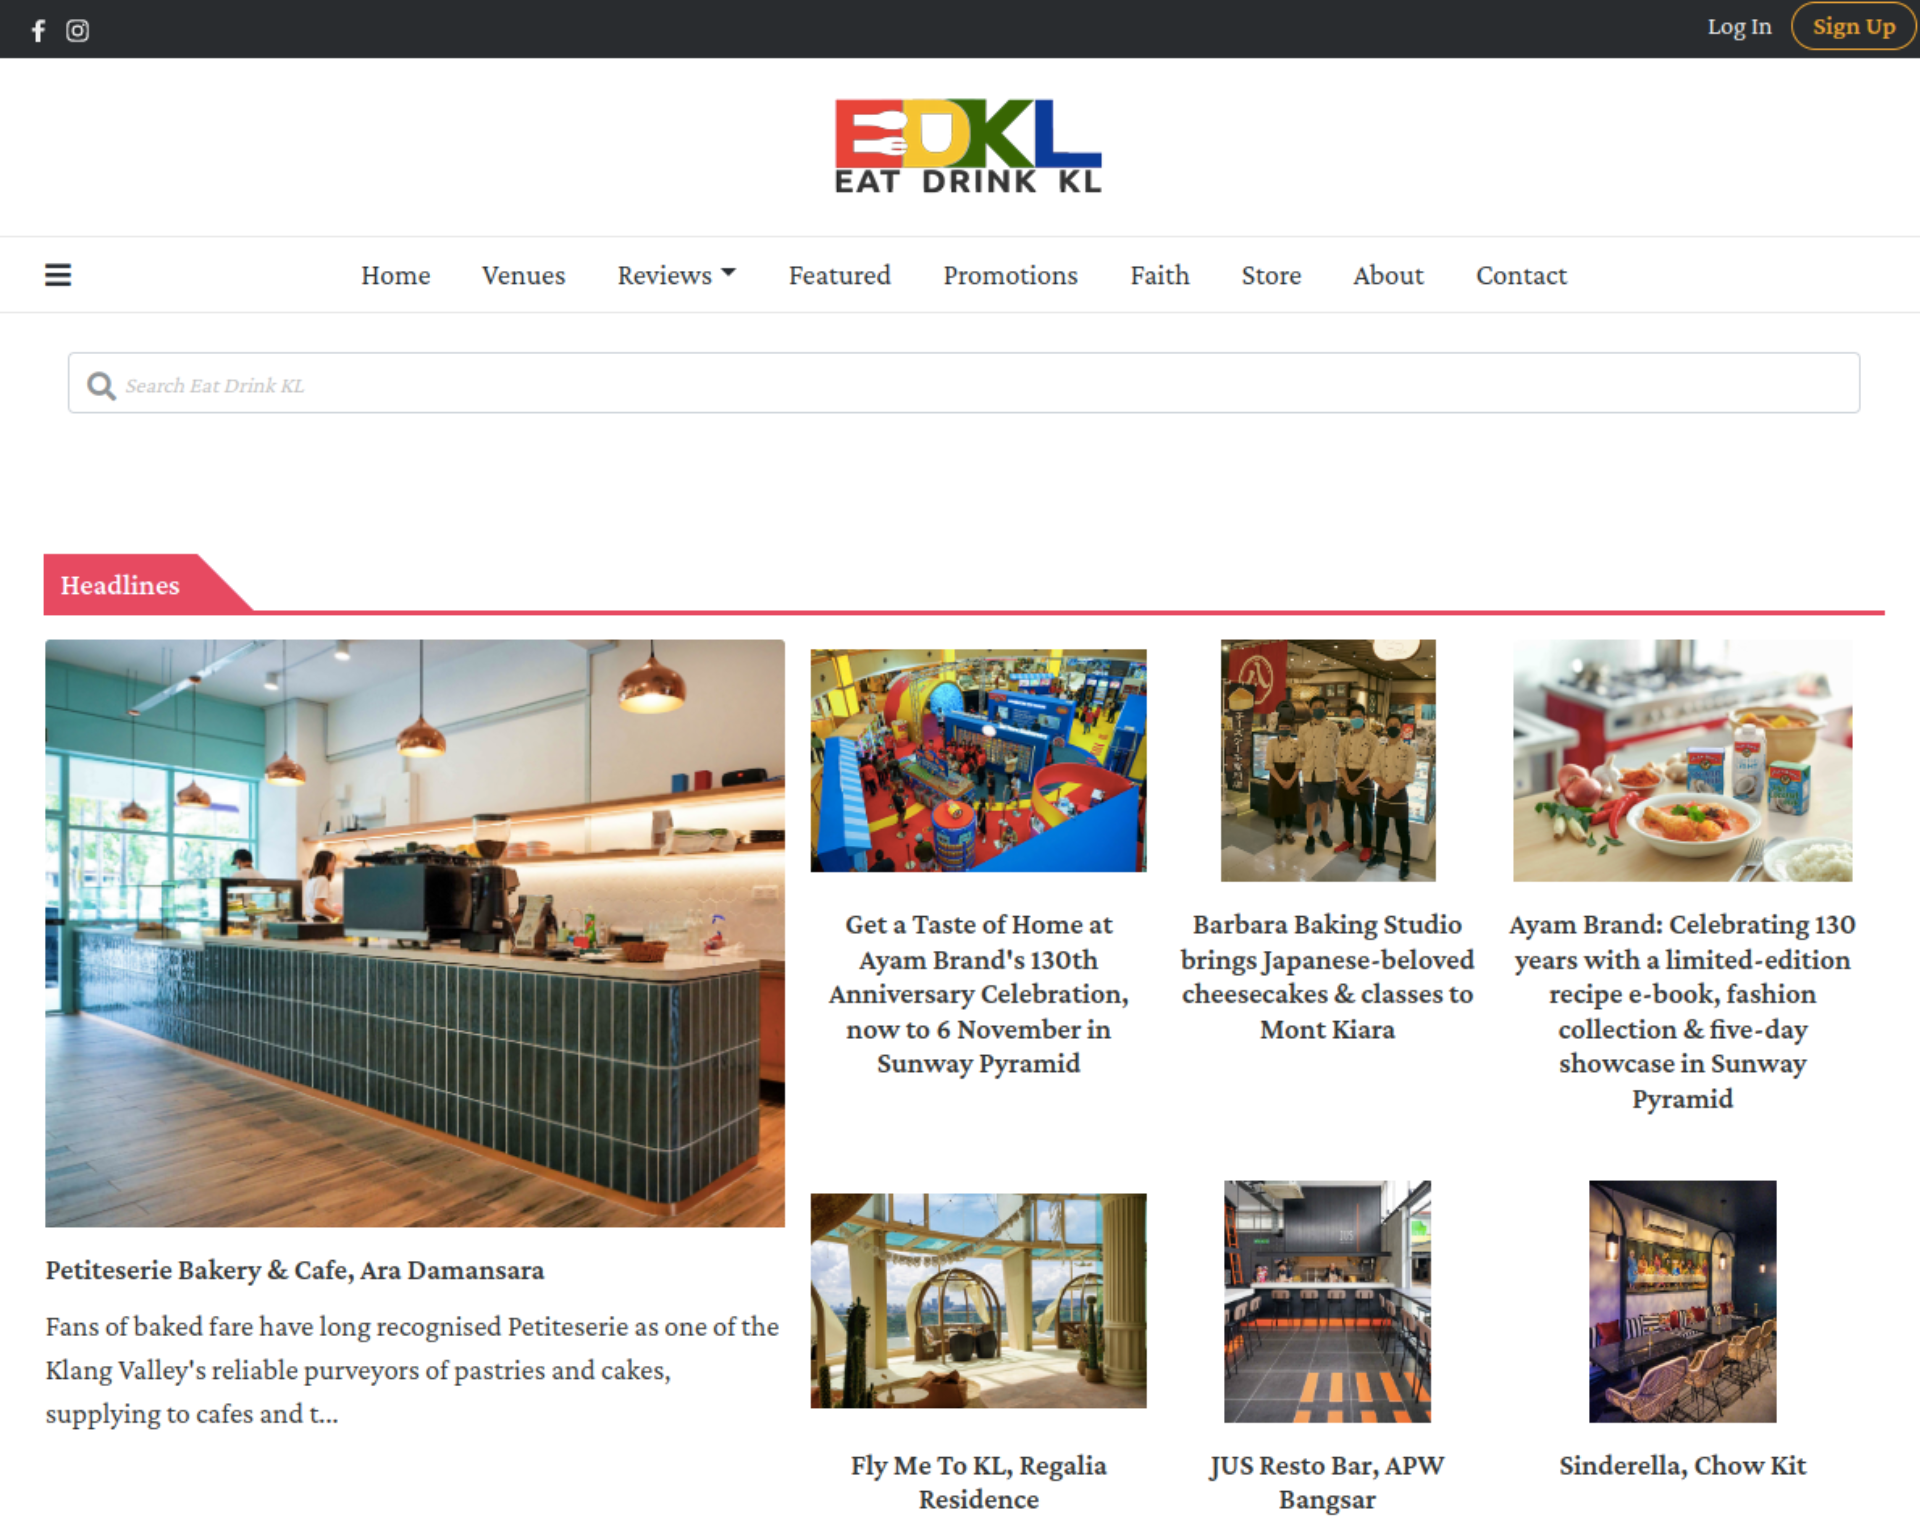 Log In
Sign Up
EDKL
EAT DRINK KL
Home
Venues
Reviews
Featured
Promotions
Faith
Store
About
Contact
Search Eat Drink KL
Headlines
Petiteserie Bakery & Cafe, Ara Damansara
Fans of baked fare have long recognised Petiteserie as one of the
Klang Valley's reliable purveyors of pastries and cakes,
supplying to cafes and t...
Get a Taste of Home at
Ayam Brand's 130th
Anniversary Celebration,
now to 6 November in
Sunway Pyramid
Barbara Baking Studio
brings Japanese-beloved
cheesecakes & classes to
Mont Kiara
Ayam Brand: Celebrating 130
years with a limited-edition
recipe e-book, fashion
collection & five-day
showcase in Sunway
Pyramid
Fly Me To KL, Regalia
Residence
JUS
JUS Resto Bar, APW
Bangsar
Sinderella, Chow Kit